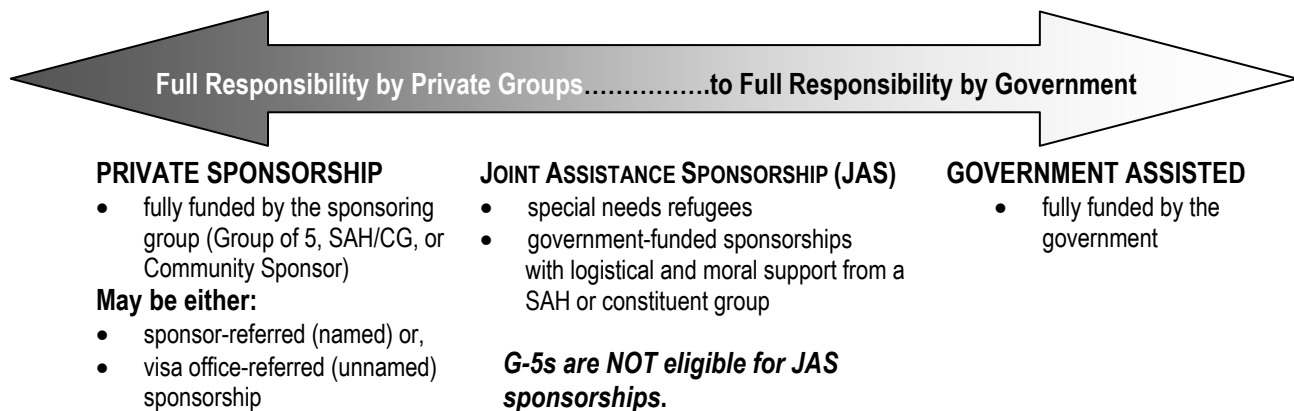 Full Responsibility by Private Groups................to Full Responsibility by Government
PRIVATE SPONSORSHIP
• fully funded by the sponsoring
group (Group of 5, SAH/CG, or
Community Sponsor)
May be either:
• sponsor-referred (named) or,
• visa office-referred (unnamed)
sponsorship
JOINT ASSISTANCE SPONSORSHIP (JAS)
• special needs refugees
• government-funded sponsorships
with logistical and moral support from a
SAH or constituent group
G-5s are NOT eligible for JAS
sponsorships.
GOVERNMENT ASSISTED
• fully funded by the
government